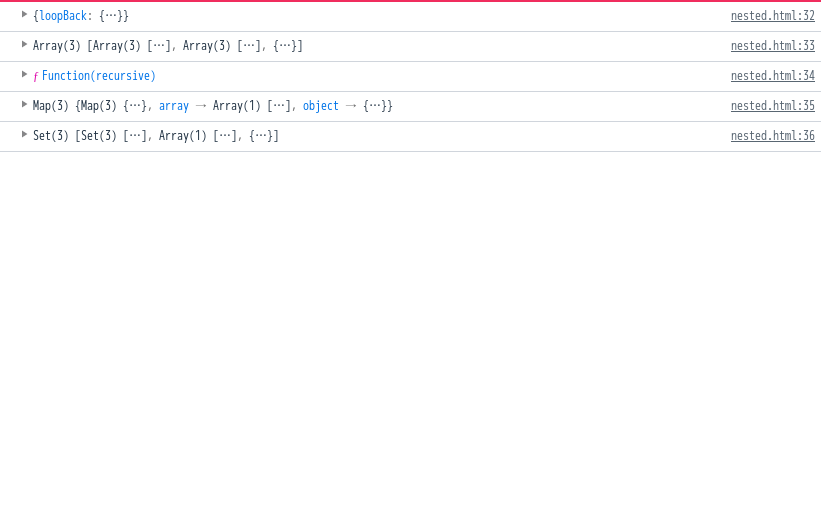 {loopBack: {…}} nested.html:32
Array(3) [Array(3) […], Array(3) […], {…}] nested.html:33
ƒ Function(recursive) nested.html:34
Map(3) {Map(3) {…}, array → Array(1) […], object → {…}} nested.html:35
Set(3) [Set(3) […], Array(1) […], {…}] nested.html:36